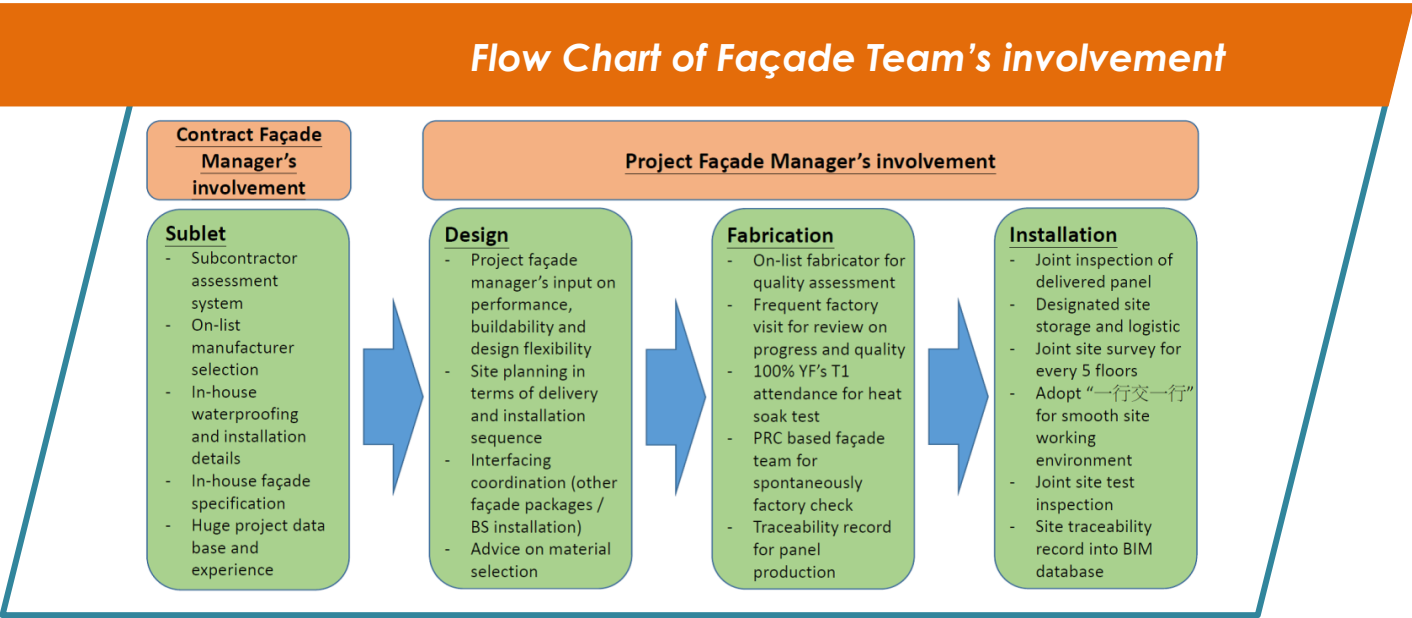 Flow Chart of Façade Team's involvement
Contract Façade
Manager's
involvement
Project Façade Manager's involvement
Sublet
- Subcontractor
assessment
system
- On-list
manufacturer
selection
- In-house
waterproofing
and installation
details
- In-house façade
specification
- Huge project data
base and
experience
Design
- Project façade
manager's input on
performance,
buildability and
design flexibility
- Site planning in
terms of delivery
and installation
sequence
- Interfacing
coordination (other
façade packages /
BS installation)
- Advice on material
selection
Fabrication
- On-list fabricator for
quality assessment
- Frequent factory
visit for review on
progress and quality
- 100% YF's T1
attendance for heat
soak test
- PRC based façade
team for
spontaneously
factory check
- Traceability record
for panel
production
Installation
- Joint inspection of
delivered panel
- Designated site
storage and logistic
- Joint site survey for
every 5 floors
- Adopt “一行交一行”
for smooth site
working
environment
- Joint site test
inspection
- Site traceability
record into BIM
database